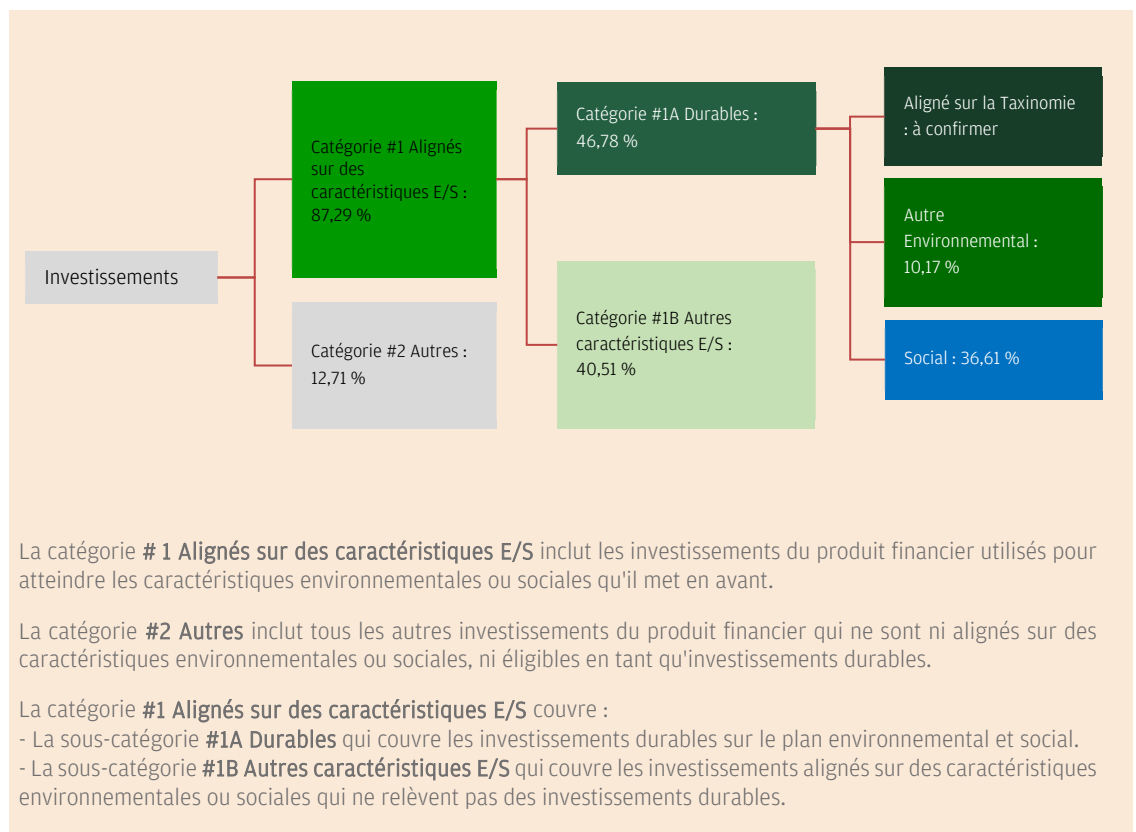 Investissements
Catégorie #1 Alignés
sur des
caractéristiques E/S :
87,29 %
Catégorie #2 Autres :
12,71 %
Catégorie #1A Durables :
46,78 %
Catégorie #1B Autres
caractéristiques E/S :
40,51 %
Aligné sur la Taxinomie
: à confirmer
Autre
Environnemental :
10,17 %
Social : 36,61 %
La catégorie # 1 Alignés sur des caractéristiques E/S inclut les investissements du produit financier utilisés pour
atteindre les caractéristiques environnementales ou sociales qu'il met en avant.
La catégorie #2 Autres inclut tous les autres investissements du produit financier qui ne sont ni alignés sur des
caractéristiques environnementales ou sociales, ni éligibles en tant qu'investissements durables.
La catégorie #1 Alignés sur des caractéristiques E/S couvre :
- La sous-catégorie #1A Durables qui couvre les investissements durables sur le plan environnemental et social.
- La sous-catégorie #1B Autres caractéristiques E/S qui couvre les investissements alignés sur des caractéristiques
environnementales ou sociales qui ne relèvent pas des investissements durables.